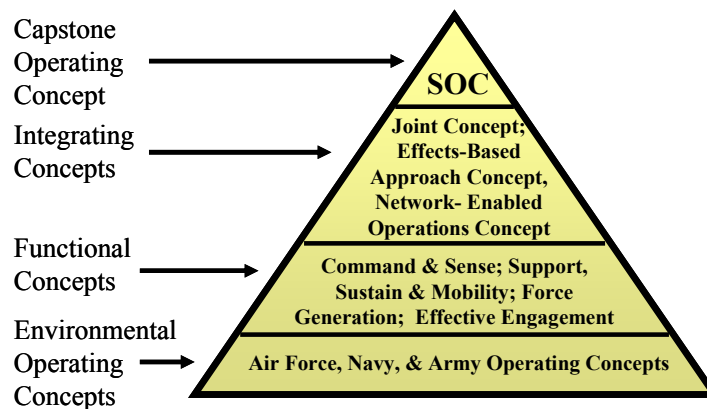 Capstone
Operating
Concept
SOC
Integrating
Concepts
Joint Concept;
Effects-Based
Approach Concept,
Network- Enabled
Operations Concept
Functional
Concepts
Command & Sense; Support,
Sustain & Mobility; Force
Generation; Effective Engagement
Environmental
Operating
Concepts
Air Force, Navy, & Army Operating Concepts